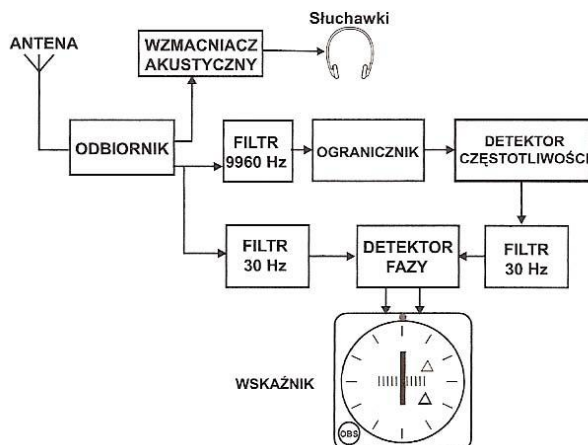 Słuchawki
ANTENA
WZMACNIACZ
AKUSTYCZNY
ODBIORNIK
FILTR
9960 Hz
OGRANICZNIK
DETEKTOR
CZĘSTOTLIWOŚCI
FILTR
30 Hz
DETEKTOR
FAZY
FILTR
30 Hz
WSKAŹNIK
OBS